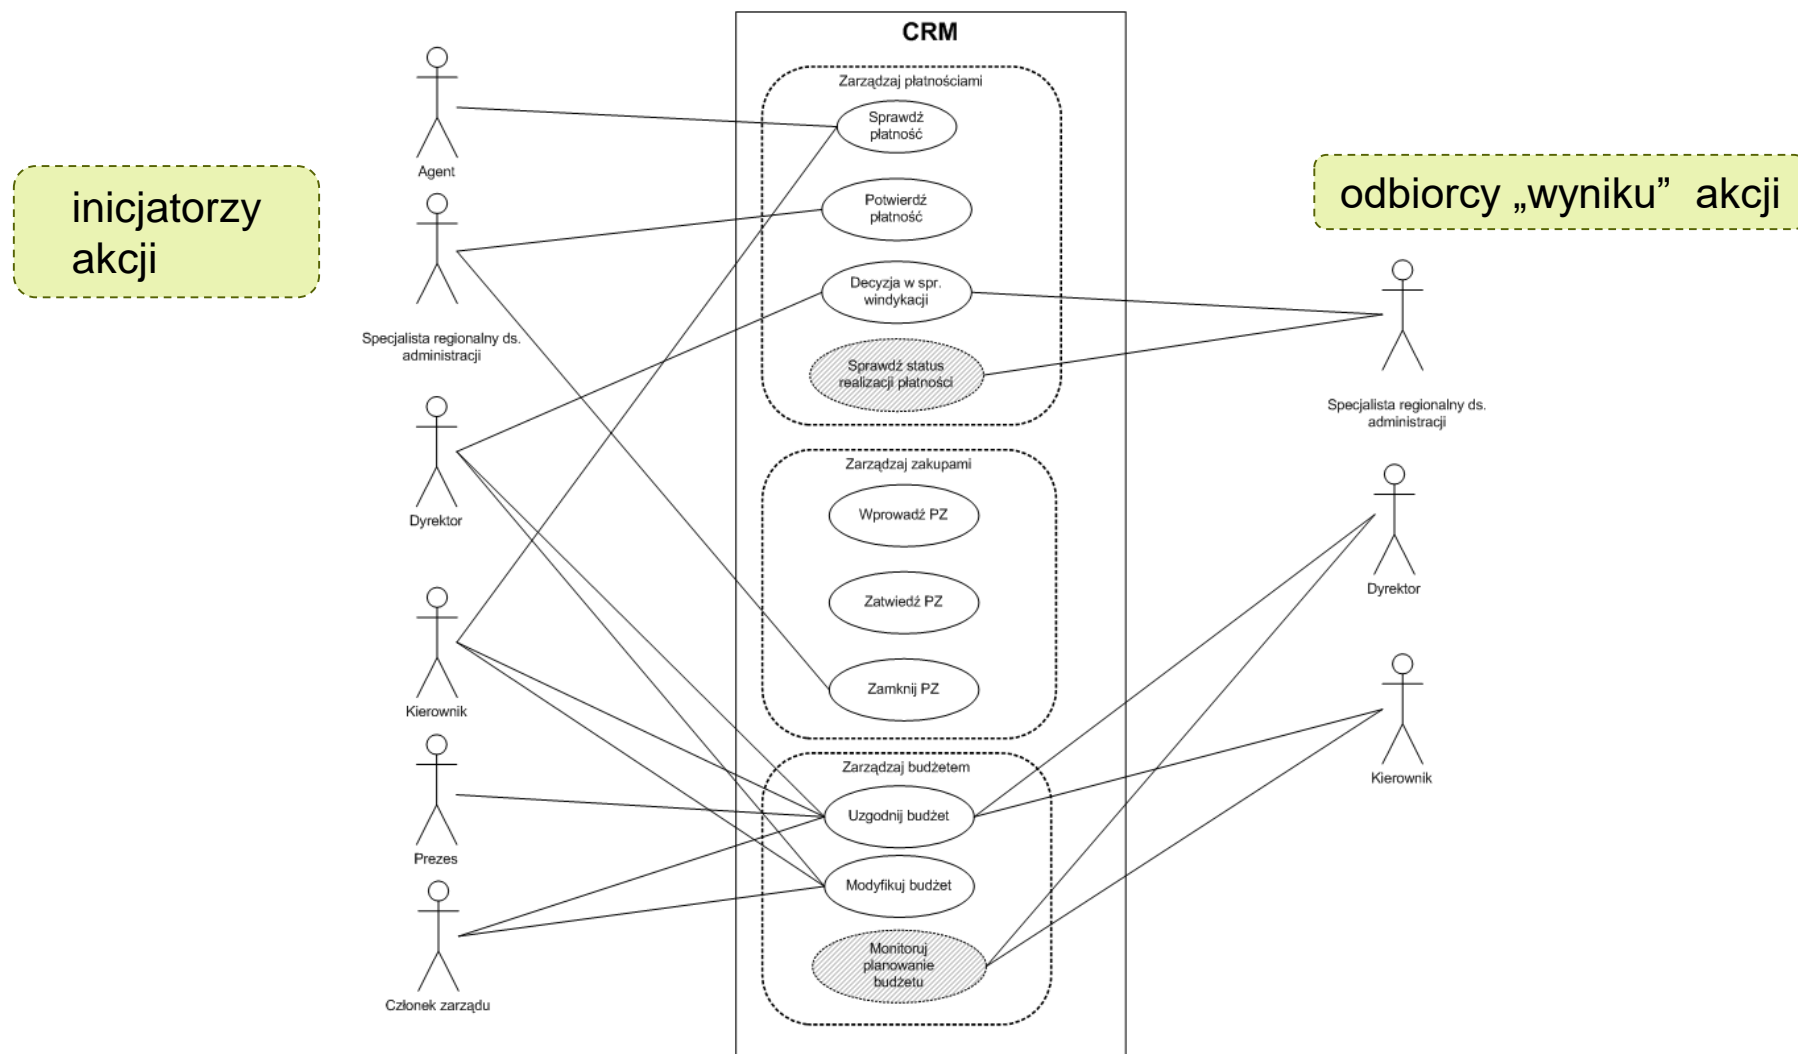 CRM
inicjatorzy
akcji
Agent
Specjalista regionalny ds.
administracji
Dyrektor
Kierownik
Prezes
Członek zarządu
Zarządzaj płatnościami
Sprawdź
płatność
Potwierdź
płatność
Decyzja w spr.
windykacji
Sprawdź status
realizacji płatności
Zarządzaj zakupami
Wprowadź PZ
Zatwiedź PZ
Zamknij PZ
Zarządzaj budżetem
Uzgodnij budżet
Modyfikuj budżet
Monitoruj
planowanie
budżetu
odbiorcy „wyniku” akcji
Specjalista regionalny ds.
administracji
Dyrektor
Kierownik